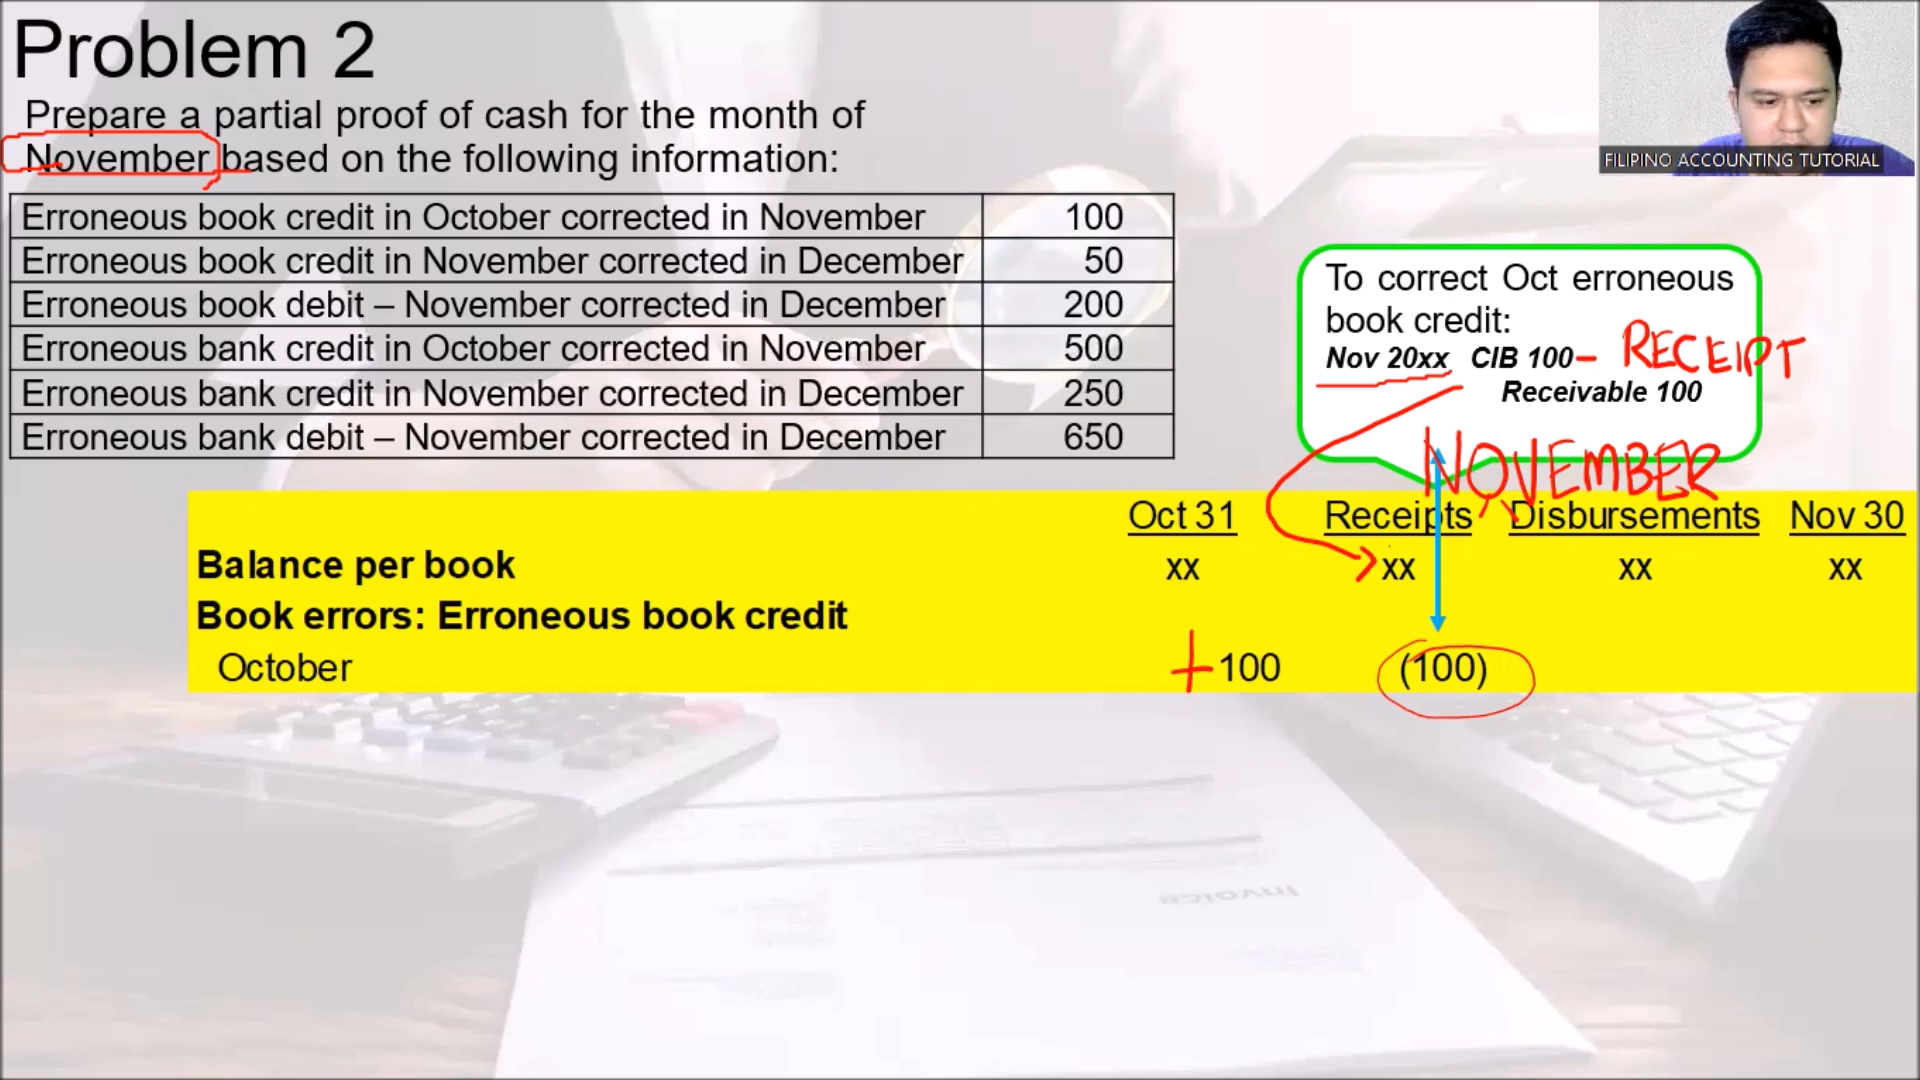 Problem 2
Prepare a partial proof of cash for the month of
November based on the following information:
Erroneous book credit in October corrected in November 100
Erroneous book credit in November corrected in December 50
Erroneous book debit – November corrected in December 200
Erroneous bank credit in October corrected in November 500
Erroneous bank credit in November corrected in December 250
Erroneous bank debit – November corrected in December 650
FILIPINO ACCOUNTING TUTORIAL
To correct Oct erroneous
book credit:
Nov 20xx CIB 100 – RECEIPT
Receivable 100
NOVEMBER
Oct 31 Receipts Disbursements Nov 30
Balance per book xx xx xx xx
Book errors: Erroneous book credit
October +100 (100)
Invoice